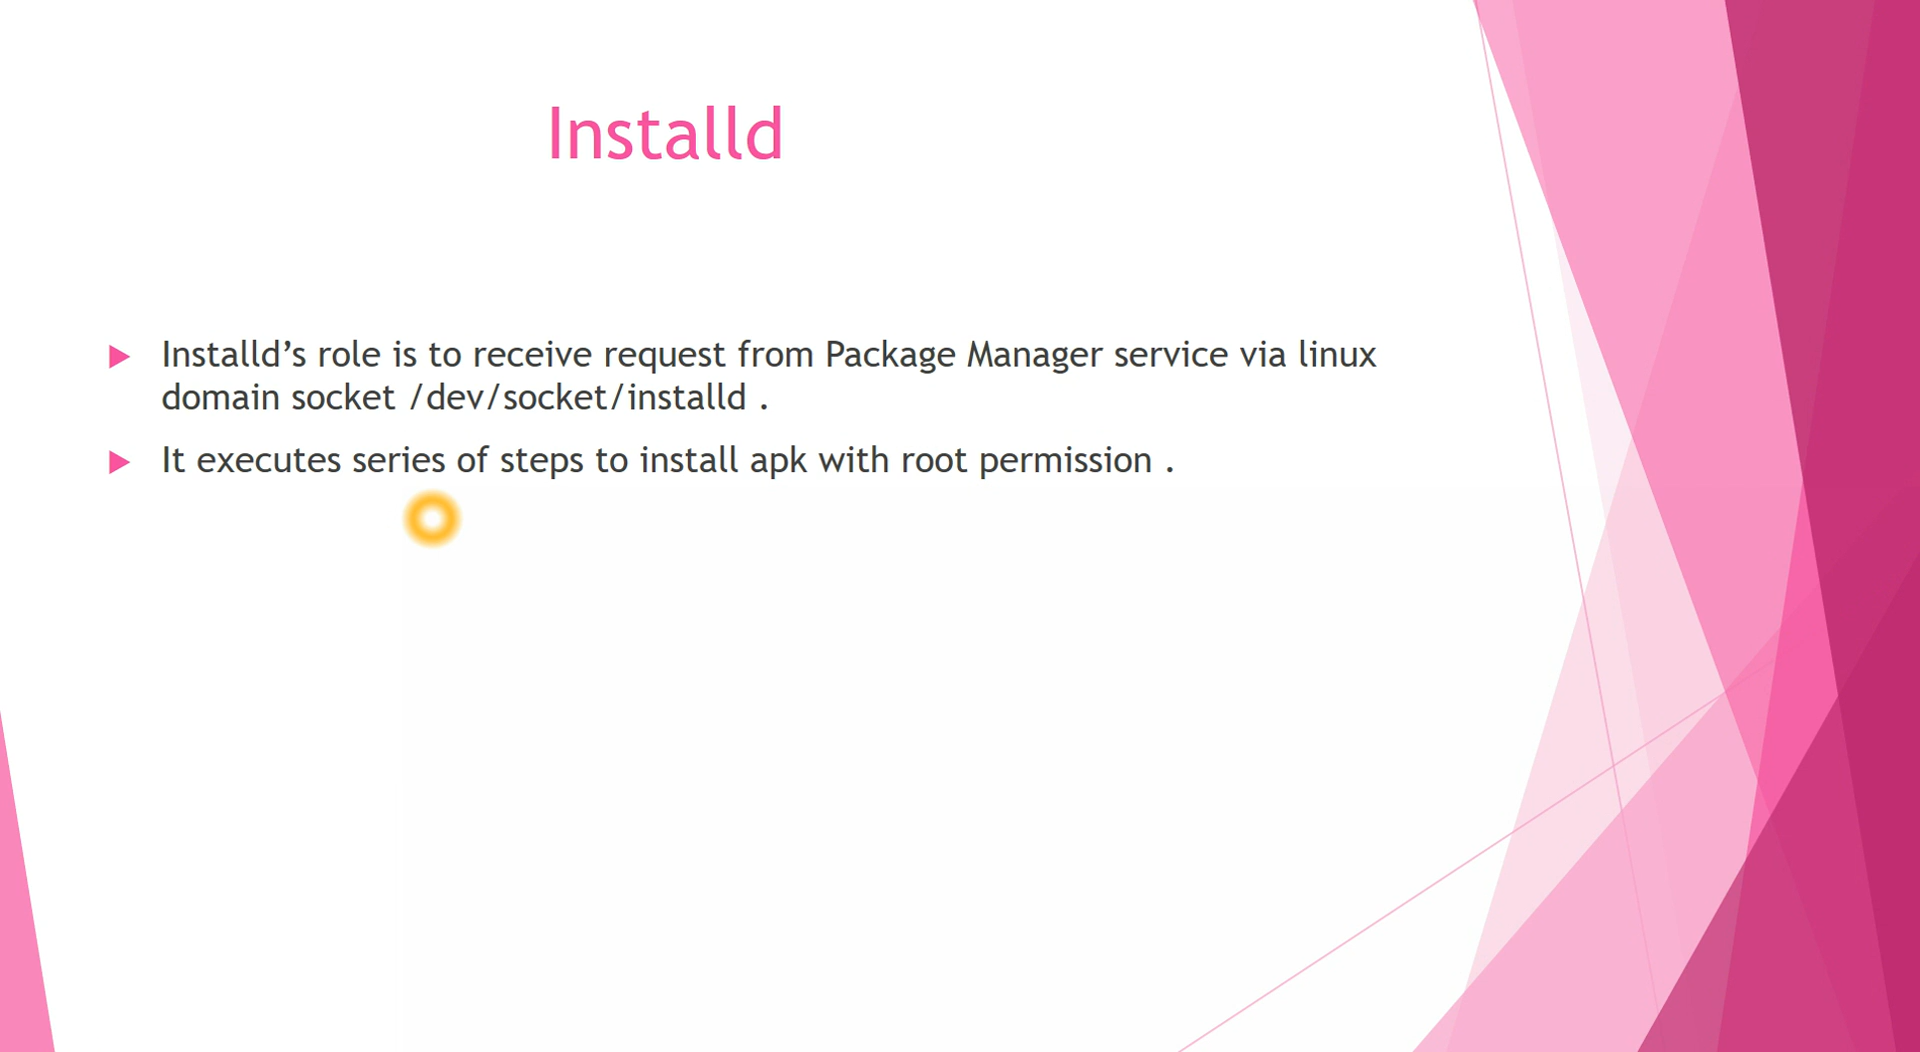 Installd
Installd’s role is to receive request from Package Manager service via linux
domain socket /dev/socket/installd .
It executes series of steps to install apk with root permission .